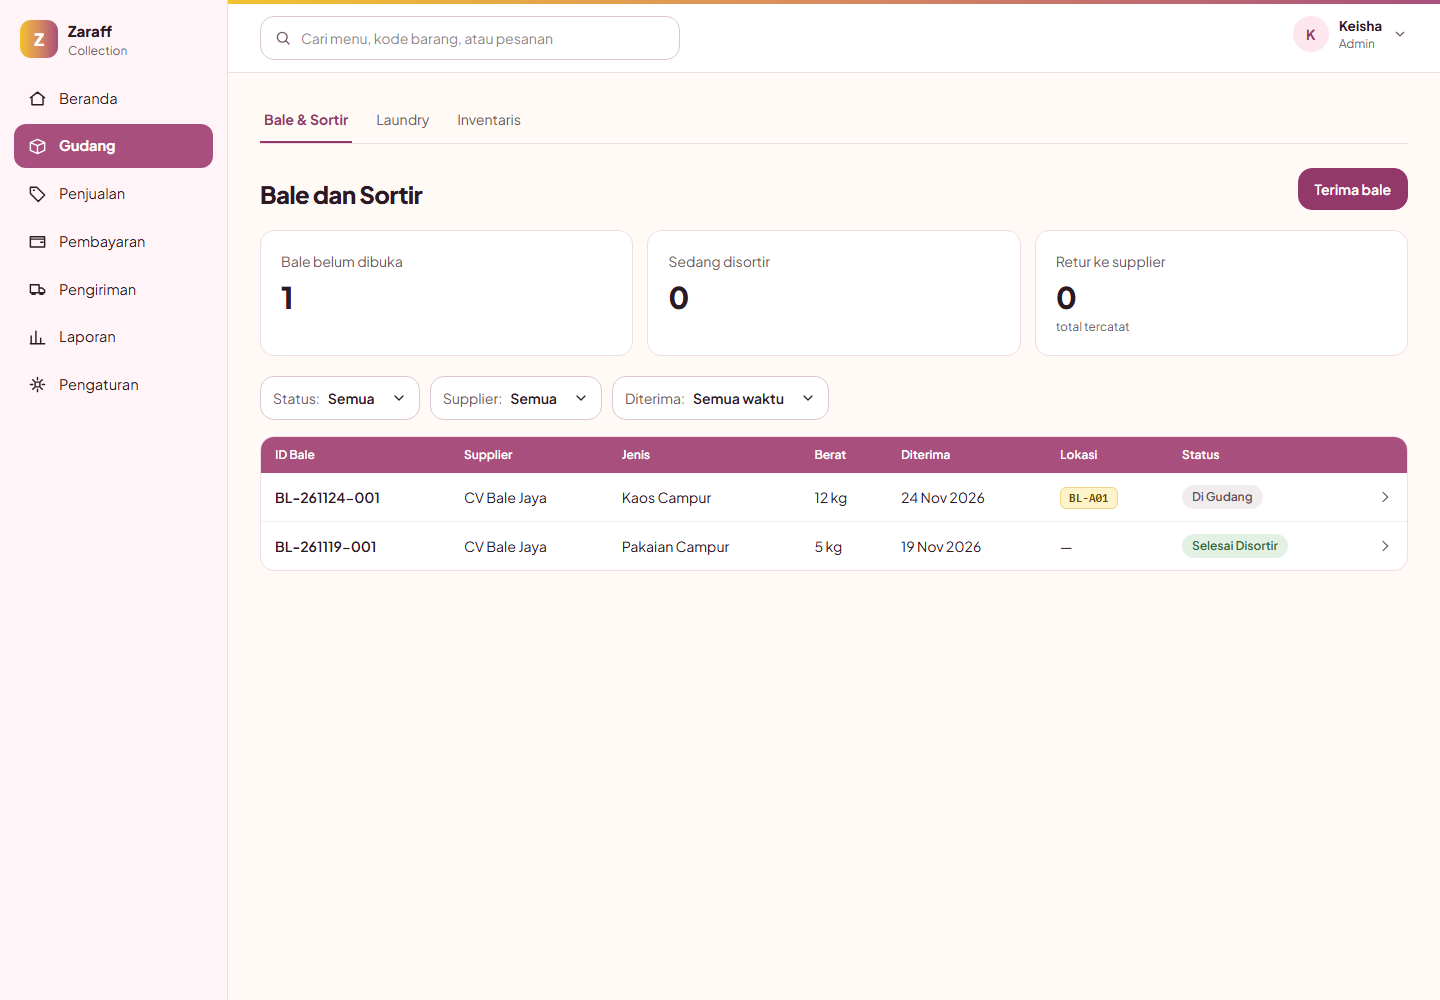 Z
Zaraff
Collection
Cari menu, kode barang, atau pesanan
K
Keisha
Admin
Beranda
Gudang
Penjualan
Pembayaran
Pengiriman
Laporan
Pengaturan
Bale & Sortir Laundry Inventaris
Bale dan Sortir
Terima bale
Bale belum dibuka
1
Sedang disortir
0
Retur ke supplier
0
total tercatat
Status: Semua
Supplier: Semua
Diterima: Semua waktu
ID Bale Supplier Jenis Berat Diterima Lokasi Status
BL-261124-001 CV Bale Jaya Kaos Campur 12 kg 24 Nov 2026 BL-A01 Di Gudang
BL-261119-001 CV Bale Jaya Pakaian Campur 5 kg 19 Nov 2026 — Selesai Disortir